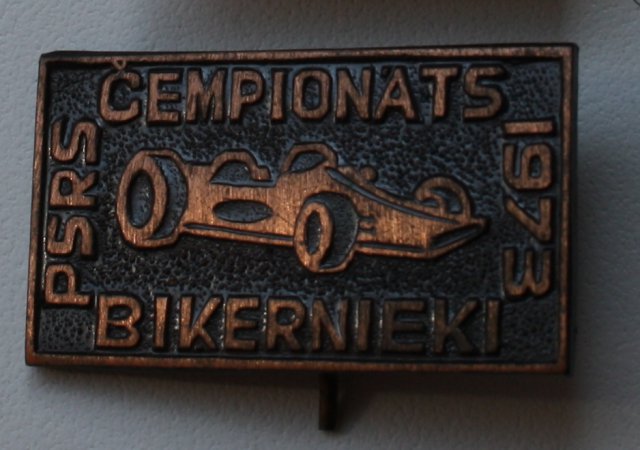 PSRS
ČEMPIONĀTS
1973
BIKERNIEKI